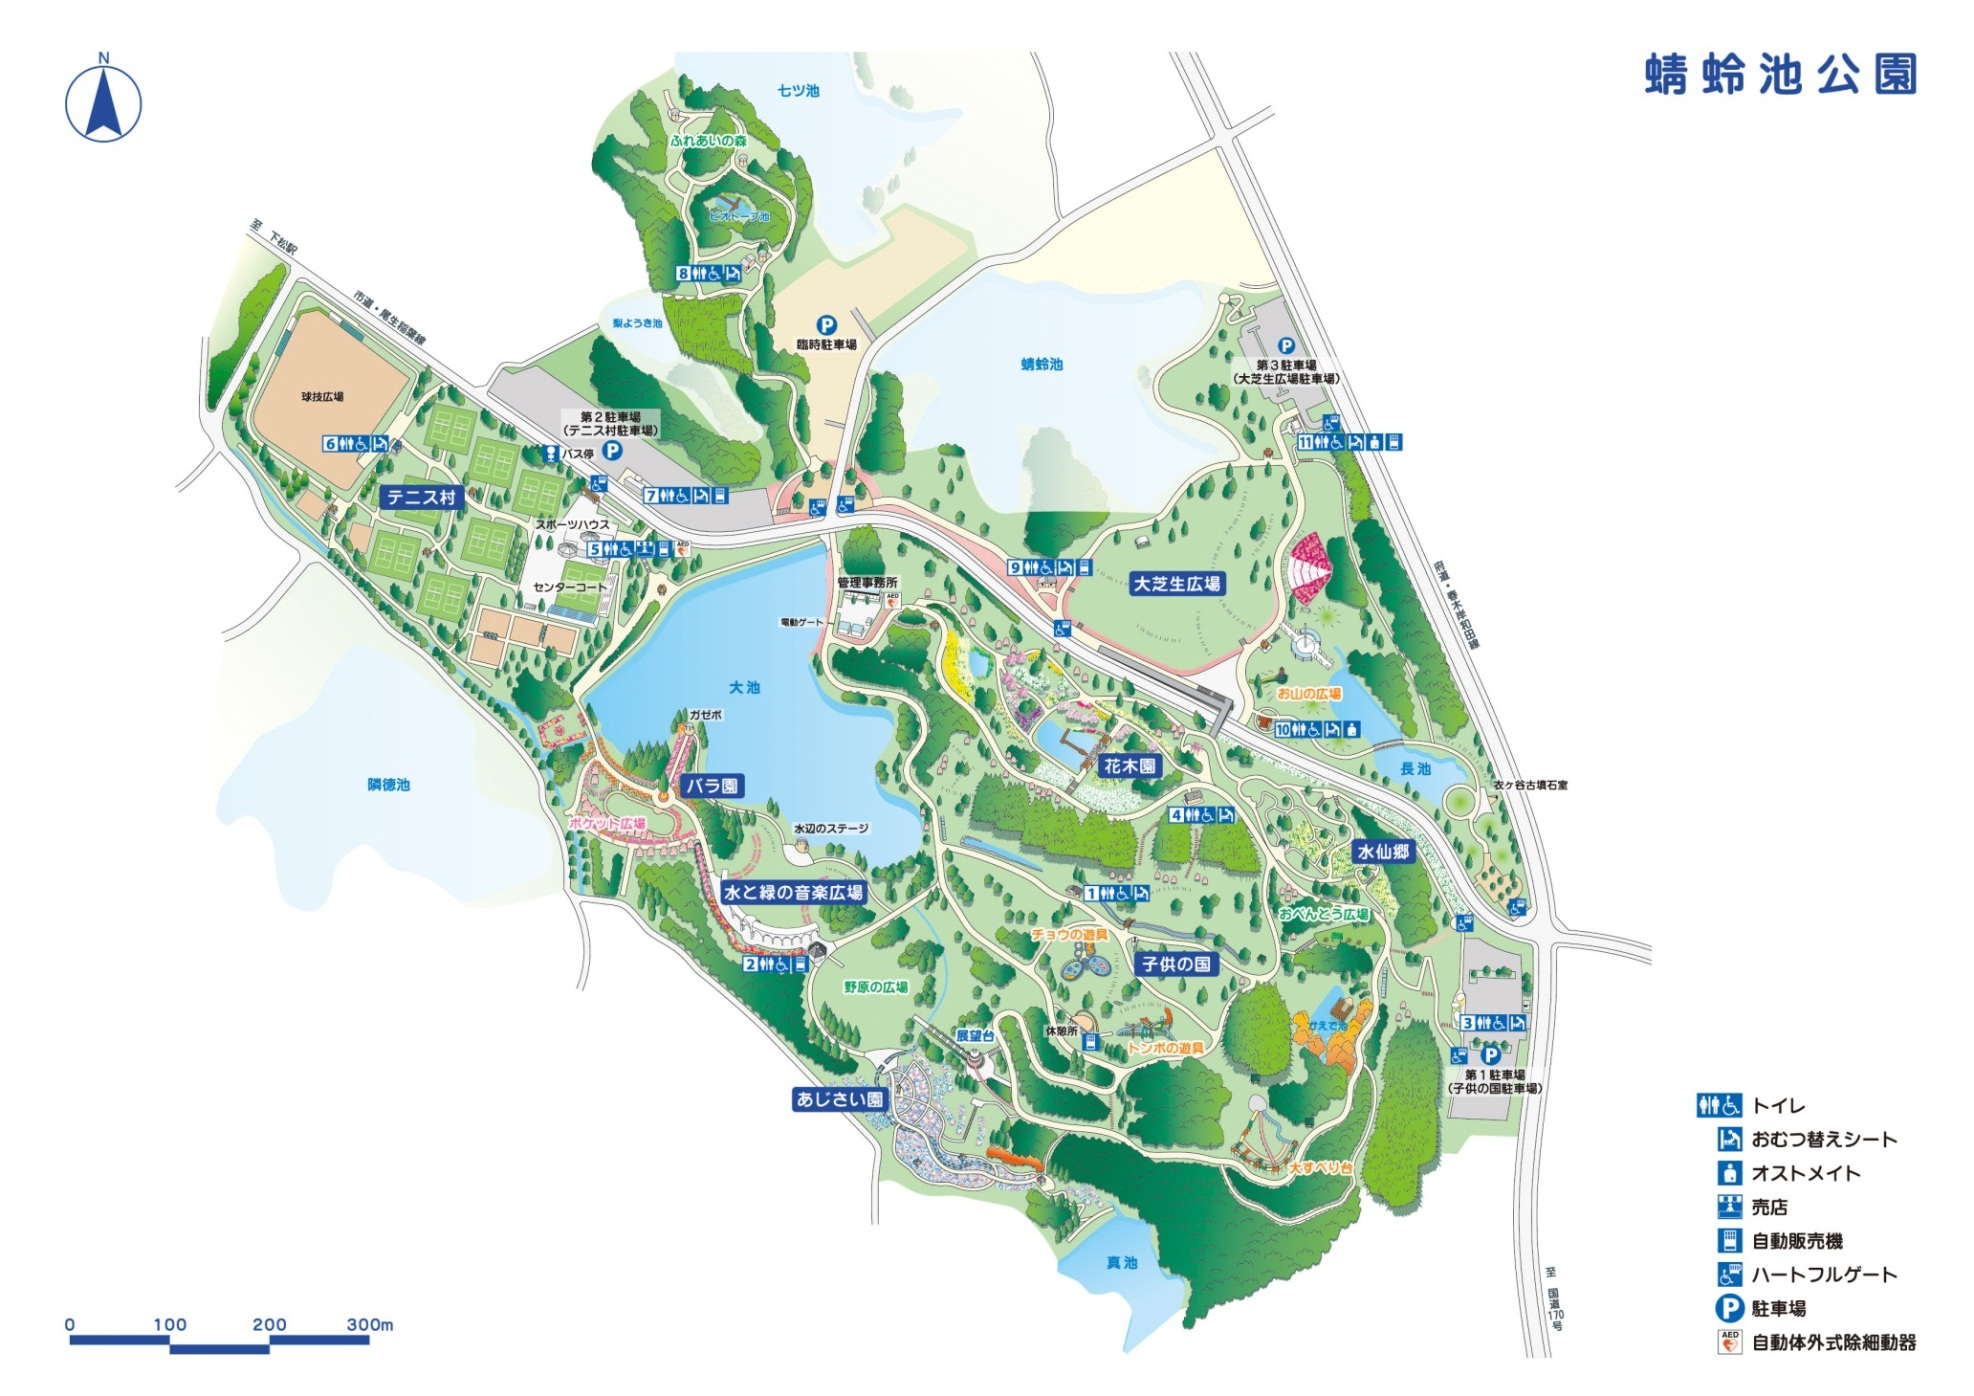 N
蜻蛉池公園
七ツ池
ふれあいの森
ビオトープ池
至 下松駅
8
市道・尾生稲葉線
梨ようき池
P
臨時駐車場
蜻蛉池
P
第3駐車場
(大芝生広場駐車場)
球技広場
第2駐車場
(テニス村駐車場)
P
バス停
6
11
テニス村
7
スポーツハウス
5
AED
センターコート
管理事務所
AED
電動ゲート
9
大芝生広場
府道・春木岸和田線
大池
ガゼボ
お山の広場
10
隣徳池
バラ園
花木園
長池
衣ヶ谷古墳石室
ポケット広場
水辺のステージ
4
水仙郷
水と緑の音楽広場
1
おべんとう広場
チョウの遊具
子供の国
2
野原の広場
展望台
休憩所
トンボの遊具
かえで池
3
P
第1駐車場
(子供の国駐車場)
あじさい園
大すべり台
真池
至 国道170号
トイレ
おむつ替えシート
オストメイト
売店
自動販売機
ハートフルゲート
P 駐車場
AED 自動体外式除細動器
0 100 200 300m